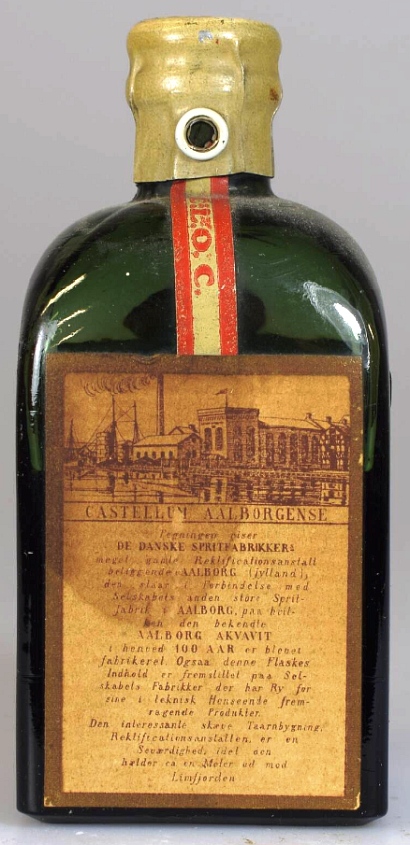 L.O.C.
CASTELLUM AALBORGENSE
Tegningen viser
DE DANSKE SPRITFABRIKKER:
meget gamle Rektificationsanstalt
beliggende i AALBORG (jylland),
den staar i Forbindelse med
Selskabets anden store Sprit-
fabrik i AALBORG, paa hvil-
ken den bekendte
AALBORG AKVAVIT
i henved 100 AAR er blevet
fabrikeret. Ogsaa denne Flaskes
Indhold er fremstillet paa Sel-
skabets Fabrikker, der har Ry for
sine i teknisk Henseende frem-
ragende Produkter.
Den interessante skæve Taarnbygning,
Rektificationsanstalten, er en
Seværdighed, idet den
hælder ca en Meter ud mod
Limfjorden